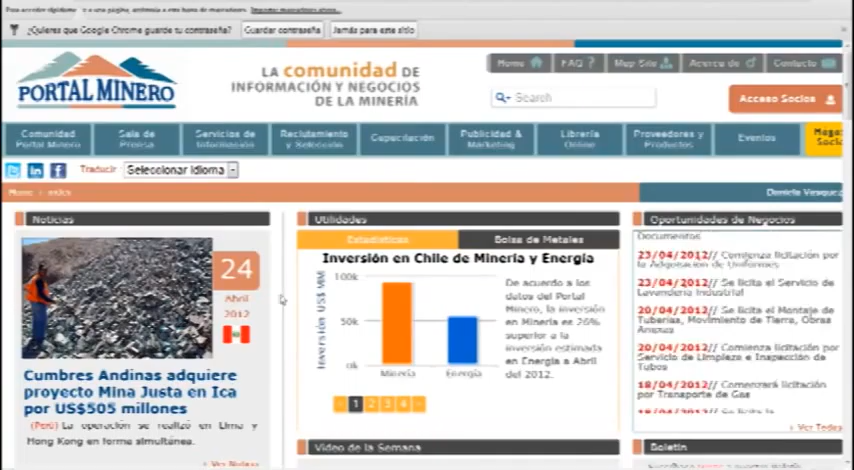 ¿Quieres que Google Chrome guarde tu contraseña? Guardar contraseña Jamás para este sitio
PORTAL MINERO
LA comunidad DE
INFORMACIÓN Y NEGOCIOS
DE LA MINERÍA
Home FAQ ? Map Site Acerca de Contacto
Search
Acceso Socios
Comunidad
Portal Minero
Sala de
Prensa
Servicios de
Información
Reclutamiento
y Selección
Capacitación
Publicidad &
Marketing
Librería
Online
Proveedores y
Productos
Eventos
Traducir: Seleccionar idioma
Home
Noticias
24
Abril
2012
Cumbres Andinas adquiere
proyecto Mina Justa en Ica
por US$505 millones
(Perú) La operación se realizó en Lima y
Hong Kong en forma simultánea.
Utilidades
Estadísticas Bolsa de Metales
Inversión en Chile de Minería y Energía
Inversión US$ MM
100k
50k
0k
Minería Energía
De acuerdo a los
datos del Portal
Minero, la inversión
en Minería es 26%
superior a la
inversión estimada
en Energía a Abril
del 2012.
1 2 3 4
Video de la Semana
Oportunidades de Negocios
Documentos
23/04/2012// Comienza licitación por
la Adquisición de Uniformes
23/04/2012// Se licita el Servicio de
Lavandería Industrial
20/04/2012// Se licita el Montaje de
Tuberías, Movimiento de Tierra, Obras
Anexas
20/04/2012// Comienza licitación por
Servicio de Limpieza e Inspección de
Tubos
18/04/2012// Comenzará licitación
por Transporte de Gas
18/04/2012// Se licita la
Ver Todas
Boletín